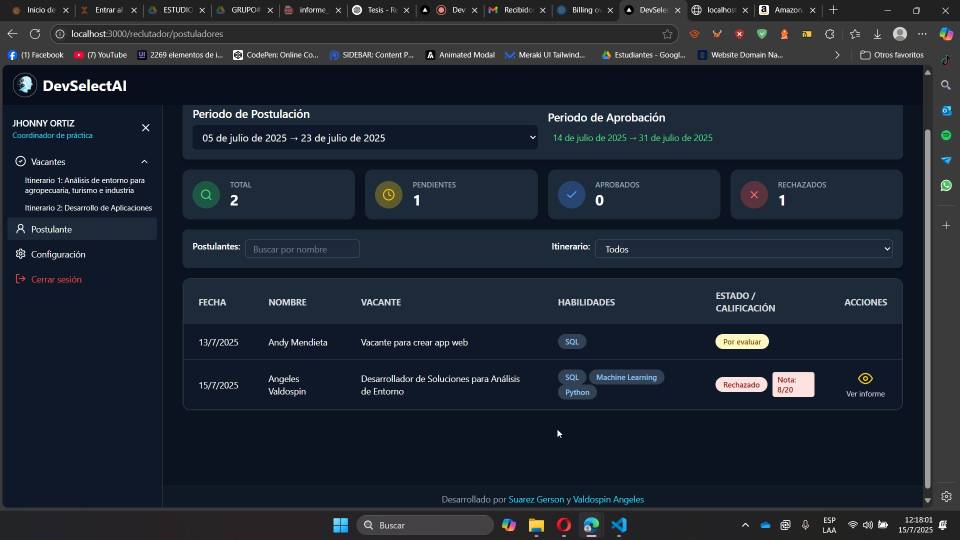 Inicio de
Entrar al
ESTUDIO
GRUPO#
informe_
Tesis - Re
Dev
Recibidos
Billing ov
DevSele
localhost
Amazon
localhost:3000/reclutador/postuladores
(1) Facebook
(7) YouTube
2269 elementos de i...
CodePen: Online Co...
SIDEBAR: Content P...
Animated Modal
Meraki UI Tailwind...
Estudiantes - Googl...
Website Domain Na...
Otros favoritos
DevSelectAI
JHONNY ORTIZ
Coordinador de práctica
Vacantes
Itinerario 1: Análisis de entorno para
agropecuaria, turismo e industria
Itinerario 2: Desarrollo de Aplicaciones
Postulante
Configuración
Cerrar sesión
Periodo de Postulación
05 de julio de 2025 → 23 de julio de 2025
Periodo de Aprobación
14 de julio de 2025 → 31 de julio de 2025
TOTAL
2
PENDIENTES
1
APROBADOS
0
RECHAZADOS
1
Postulantes:
Buscar por nombre
Itinerario:
Todos
FECHA NOMBRE VACANTE HABILIDADES ESTADO / CALIFICACIÓN ACCIONES
13/7/2025 Andy Mendieta Vacante para crear app web SQL Por evaluar
15/7/2025
Angeles
Valdospin
Desarrollador de Soluciones para Análisis
de Entorno
SQL Machine Learning
Python
Rechazado
Nota:
8/20
Ver informe
Desarrollado por Suarez Gerson y Valdospin Angeles
Buscar
ESP
LAA
12:18:01
15/7/2025